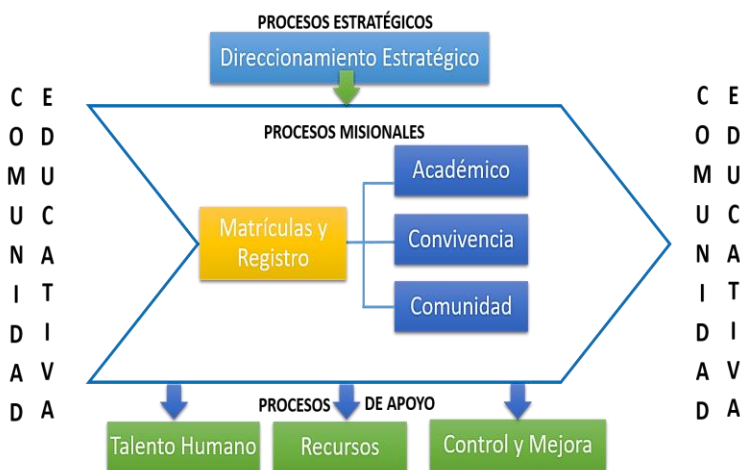 PROCESOS ESTRATÉGICOS
Direccionamiento Estratégico
COMUNIDAD
EDUCATIVA
PROCESOS MISIONALES
Matrículas y
Registro
Académico
Convivencia
Comunidad
COMUNIDAD
EDUCATIVA
PROCESOS DE APOYO
Talento Humano
Recursos
Control y Mejora